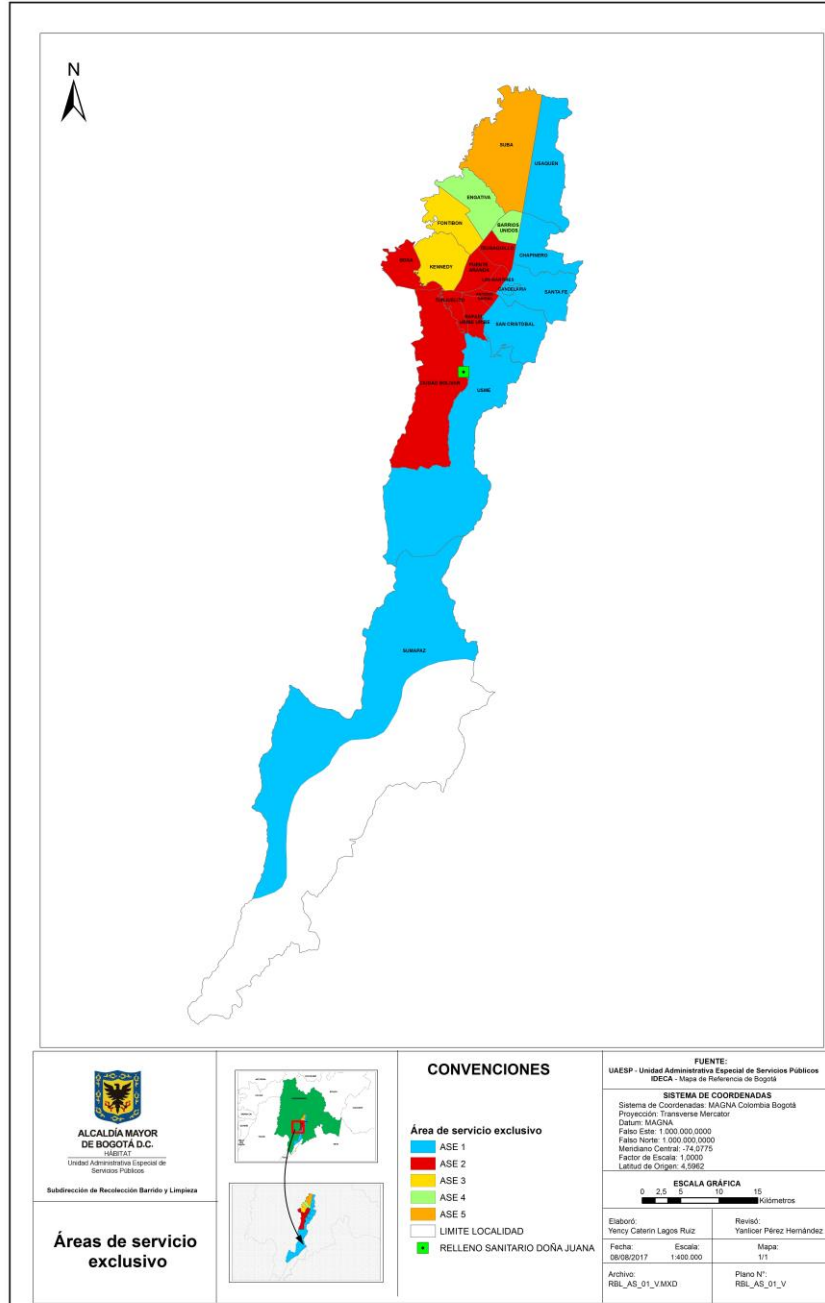 N
SUBA
USAQUÉN
ENGATIVA
BARRIOS
UNIDOS
FONTIBON
CHAPINERO
KENNEDY
CANDELARIA
SANTA FE
SAN CRISTOBAL
USME
SUMAPAZ
ALCALDÍA MAYOR
DE BOGOTÁ D.C.
HÁBITAT
Unidad Administrativa Especial de
Servicios Públicos
Subdirección de Recolección Barrido y Limpieza
Áreas de servicio
exclusivo
CONVENCIONES
Área de servicio exclusivo
ASE 1
ASE 2
ASE 3
ASE 4
ASE 5
LIMITE LOCALIDAD
RELLENO SANITARIO DOÑA JUANA
FUENTE:
UAESP - Unidad Administrativa Especial de Servicios Públicos
IDECA - Mapa de Referencia de Bogotá
SISTEMA DE COORDENADAS
Sistema de Coordenadas: MAGNA Colombia Bogotá
Proyección: Transverse Mercator
Datum: MAGNA
Falso Este: 1.000.000,0000
Falso Norte: 1.000.000,0000
Meridiano Central: -74,0775
Factor de Escala: 1,0000
Latitud de Origen: 4,5962
ESCALA GRÁFICA
0 2,5 5 10 15
Kilómetros
Elaboró:
Yency Caterin Lagos Ruiz
Revisó:
Yanlicer Pérez Hernández
Fecha:
08/08/2017
Escala:
1:400.000
Mapa:
1/1
Archivo:
RBL_AS_01_V.MXD
Plano N°:
RBL_AS_01_V